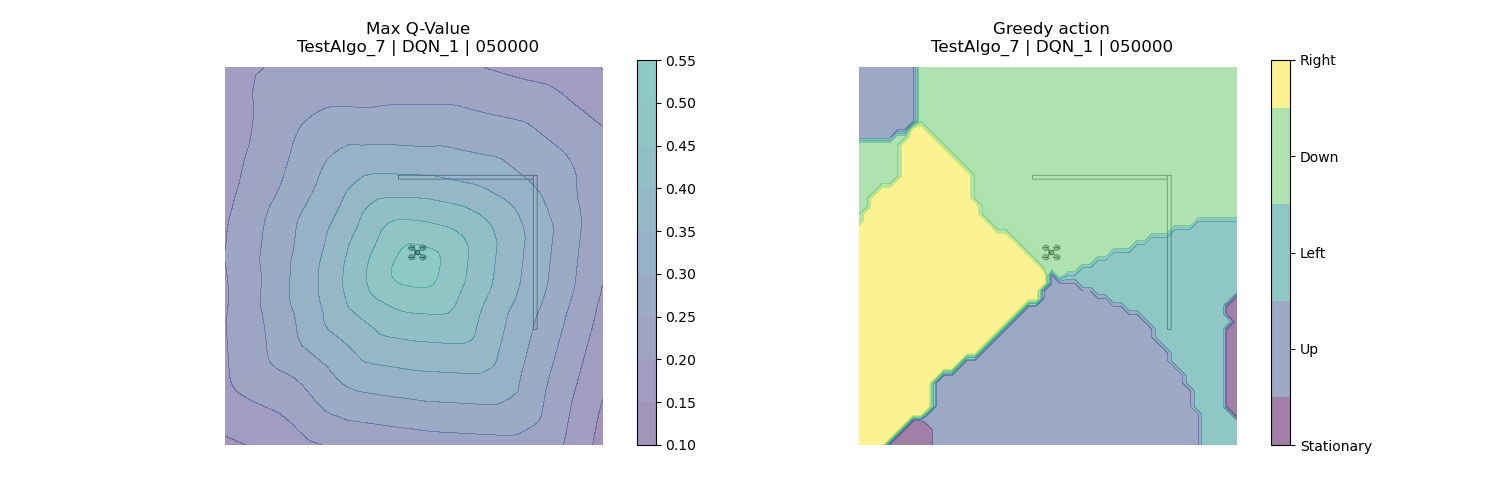 Max Q-Value
TestAlgo_7 | DQN_1 | 050000
0.55
0.50
0.45
0.40
0.35
0.30
0.25
0.20
0.15
0.10
Greedy action
TestAlgo_7 | DQN_1 | 050000
Right
Down
Left
Up
Stationary